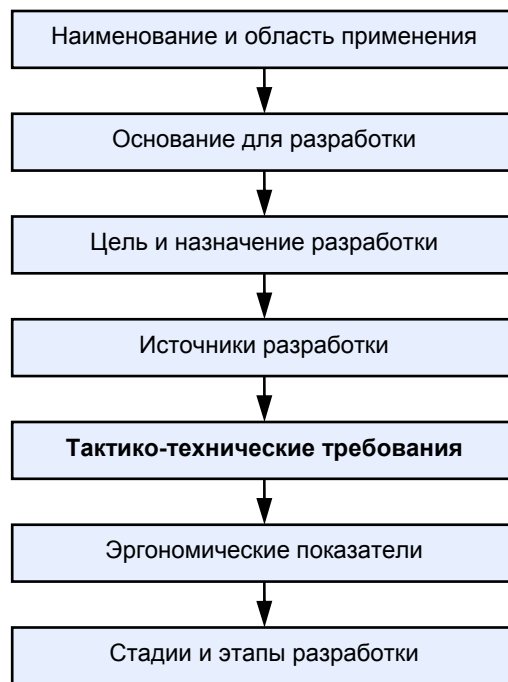 Наименование и область применения
Основание для разработки
Цель и назначение разработки
Источники разработки
Тактико-технические требования
Эргономические показатели
Стадии и этапы разработки